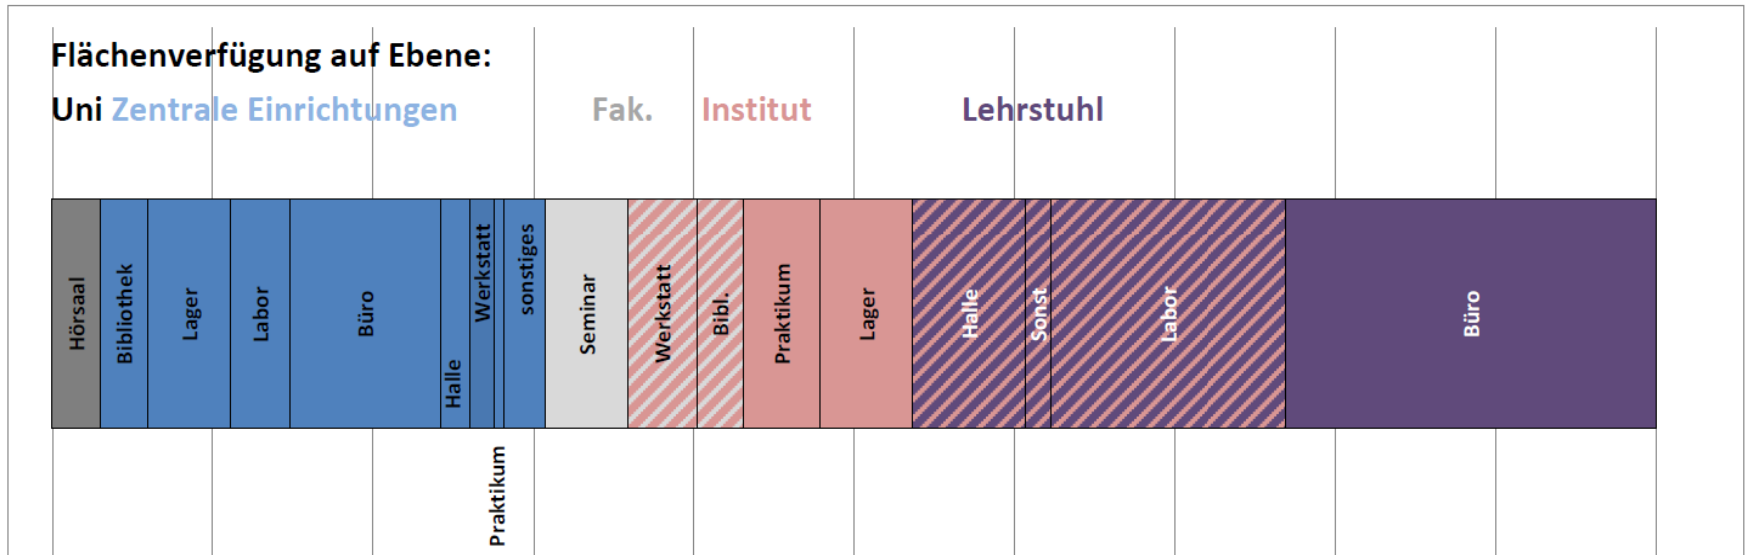 Flächenverfügung auf Ebene:
Uni Zentrale Einrichtungen Fak. Institut Lehrstuhl
Hörsaal
Bibliothek
Lager
Labor
Büro
Halle
Werkstatt
Praktikum
sonstiges
Seminar
Werkstatt
Bibl.
Praktikum
Lager
Halle
Sonst
Labor
Büro